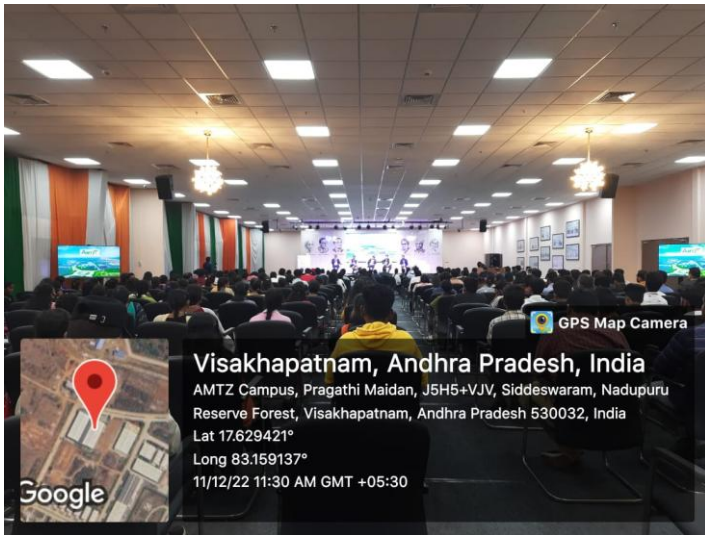 GPS Map Camera
Visakhapatnam, Andhra Pradesh, India
AMTZ Campus, Pragathi Maidan, J5H5+VJV, Siddeswaram, Nadupuru
Reserve Forest, Visakhapatnam, Andhra Pradesh 530032, India
Lat 17.629421°
Long 83.159137°
11/12/22 11:30 AM GMT +05:30
Google